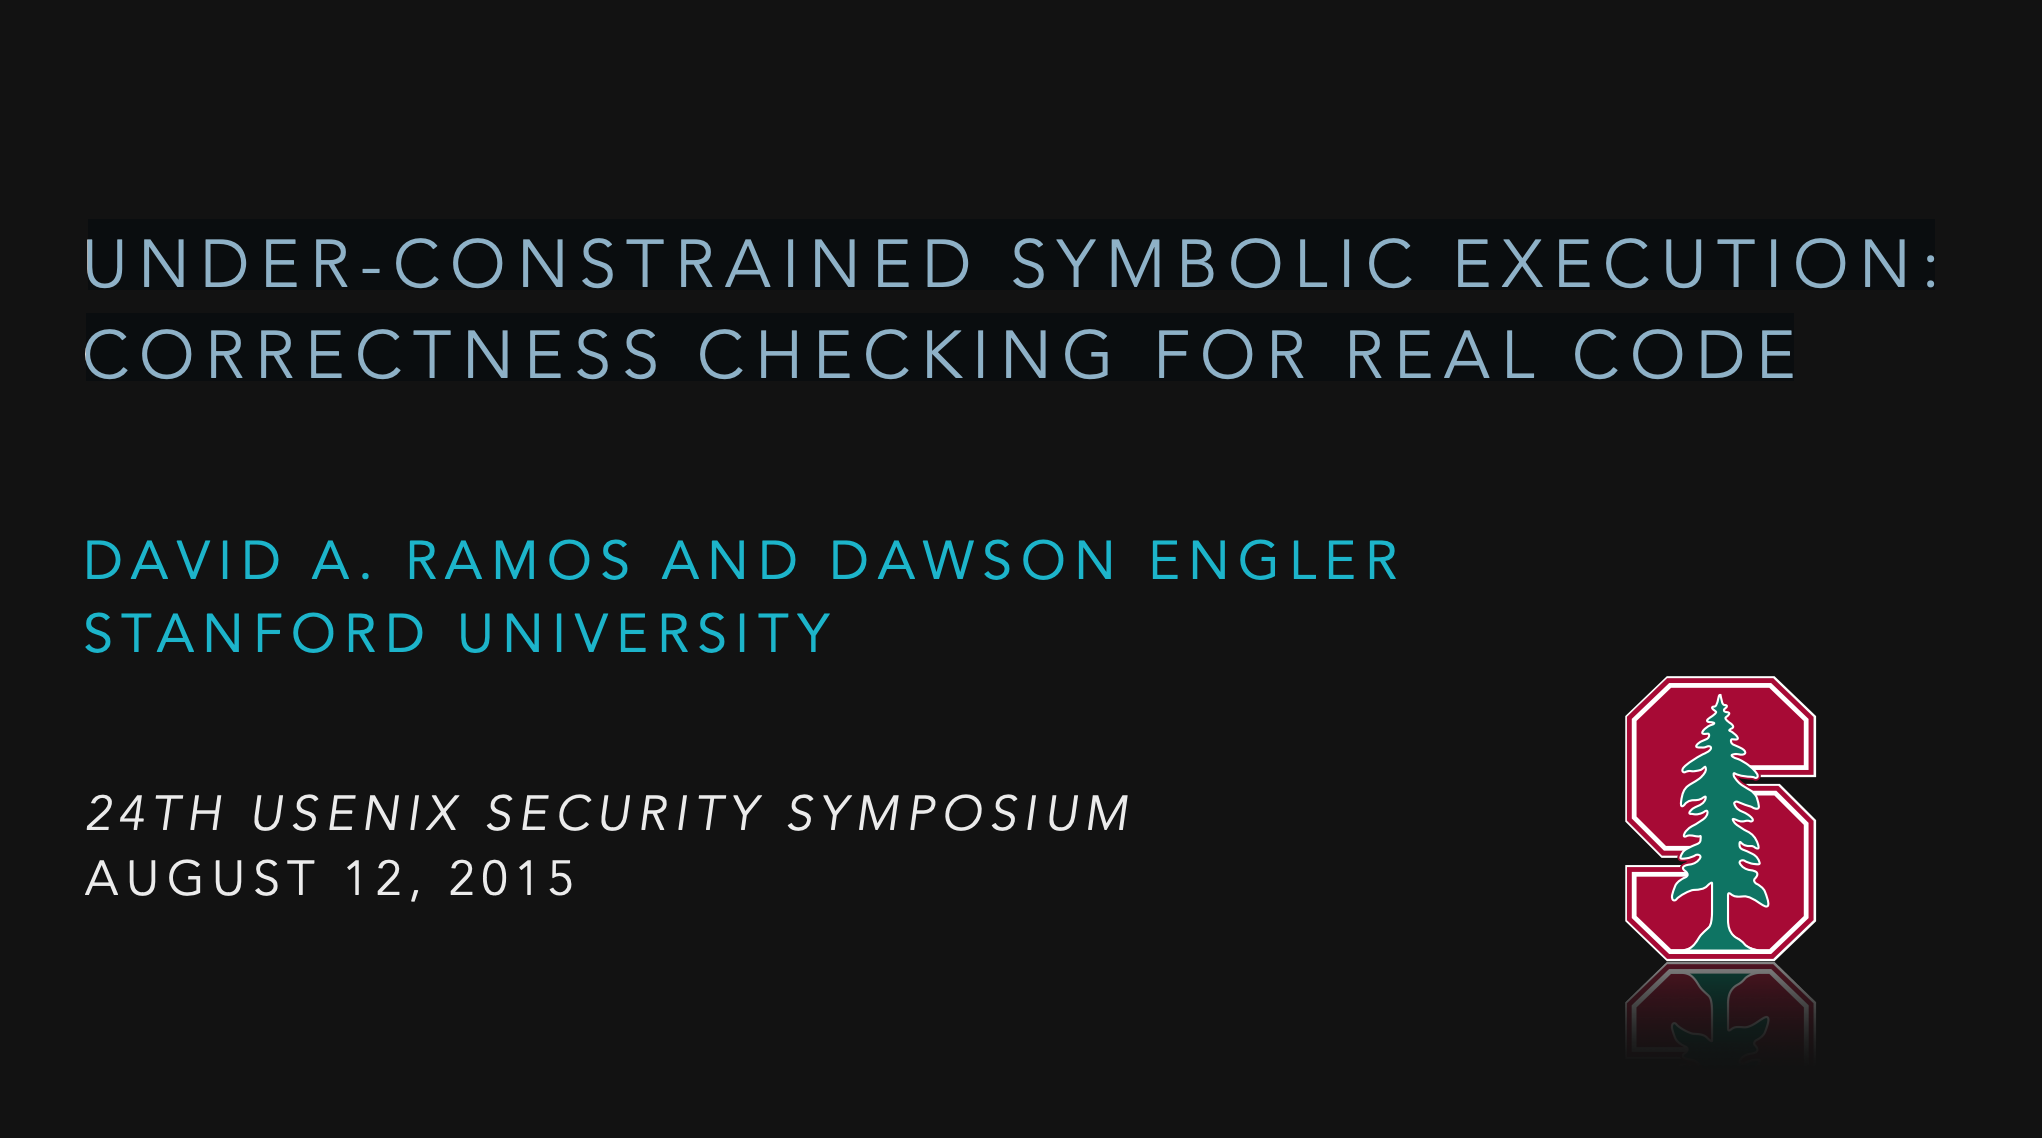 UNDER-CONSTRAINED SYMBOLIC EXECUTION:
CORRECTNESS CHECKING FOR REAL CODE
DAVID A. RAMOS AND DAWSON ENGLER
STANFORD UNIVERSITY
24TH USENIX SECURITY SYMPOSIUM
AUGUST 12, 2015